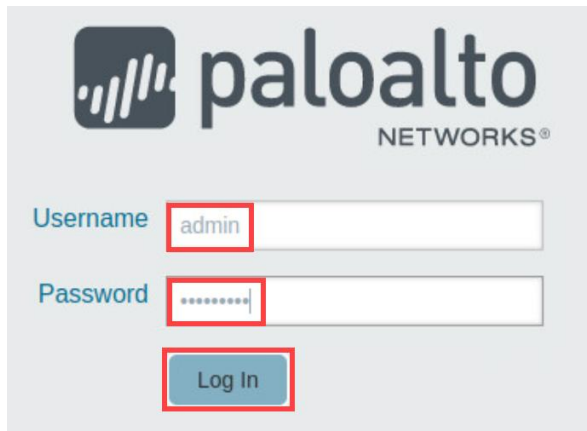 paloalto
NETWORKS®
Username admin
Password •••••••••
Log In